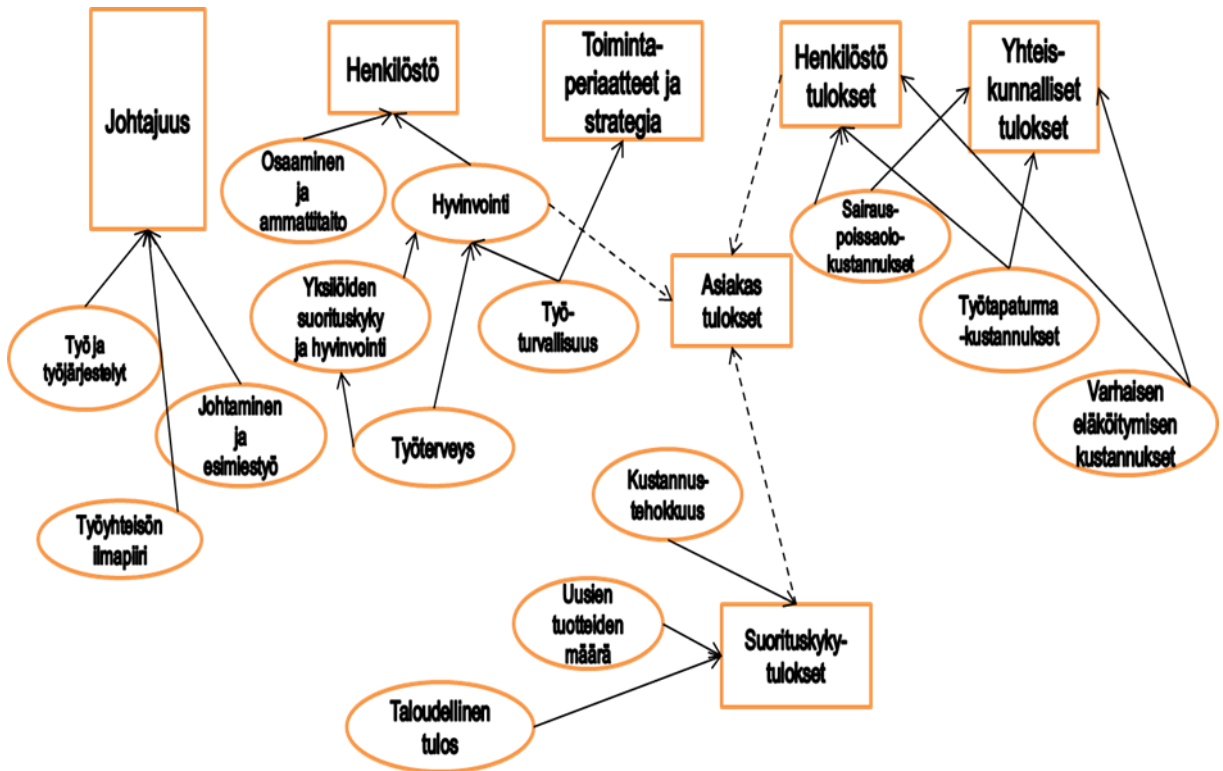 Johtajuus
Henkilöstö
Toiminta-
periaatteet ja
strategia
Henkilöstö
tulokset
Yhteis-
kunnalliset
tulokset
Osaaminen
ja
ammattitaito
Hyvinvointi
Sairaus-
poissaolo-
kustannukset
Yksilöiden
suorituskyky
ja hyvinvointi
Työ-
turvallisuus
Asiakas
tulokset
Työtapaturma
-kustannukset
Työ ja
työjärjestelyt
Johtaminen
ja
esimiestyö
Työterveys
Varhaisen
eläköitymisen
kustannukset
Työyhteisön
ilmapiiri
Kustannus-
tehokkuus
Uusien
tuotteiden
määrä
Suorituskyky-
tulokset
Taloudellinen
tulos